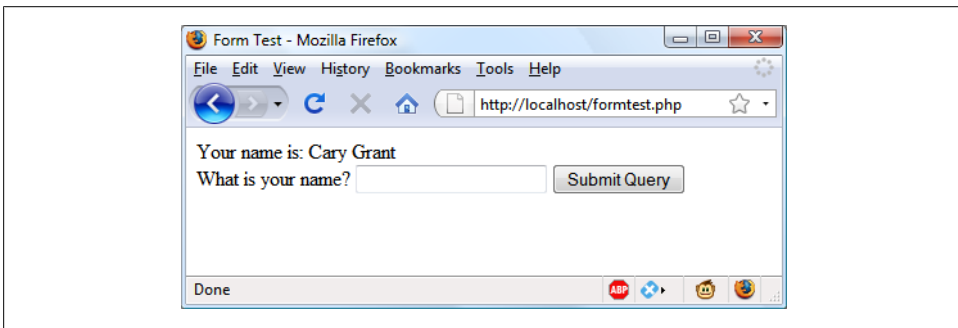 Form Test - Mozilla Firefox
File Edit View History Bookmarks Tools Help
http://localhost/formtest.php
Your name is: Cary Grant
What is your name? Submit Query
Done
ABP